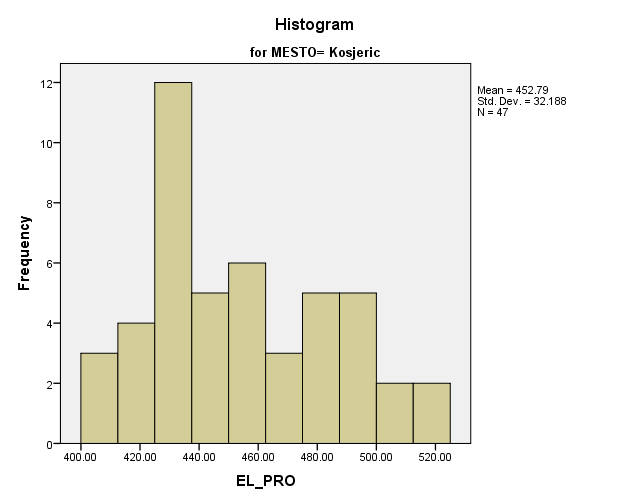 Histogram
for MESTO= Kosjeric
Mean = 452.79
Std. Dev. = 32.188
N = 47
Frequency
12
10
8
6
4
2
0
400.00 420.00 440.00 460.00 480.00 500.00 520.00
EL_PRO